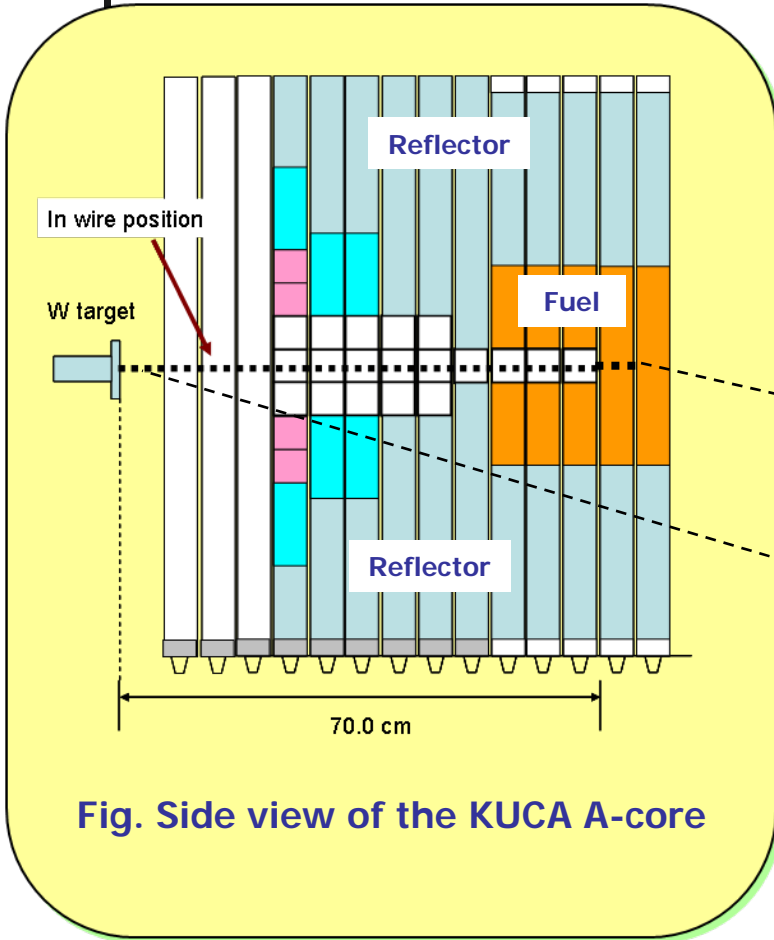 Reflector
In wire position
Fuel
W target
Reflector
70.0 cm
Fig. Side view of the KUCA A-core